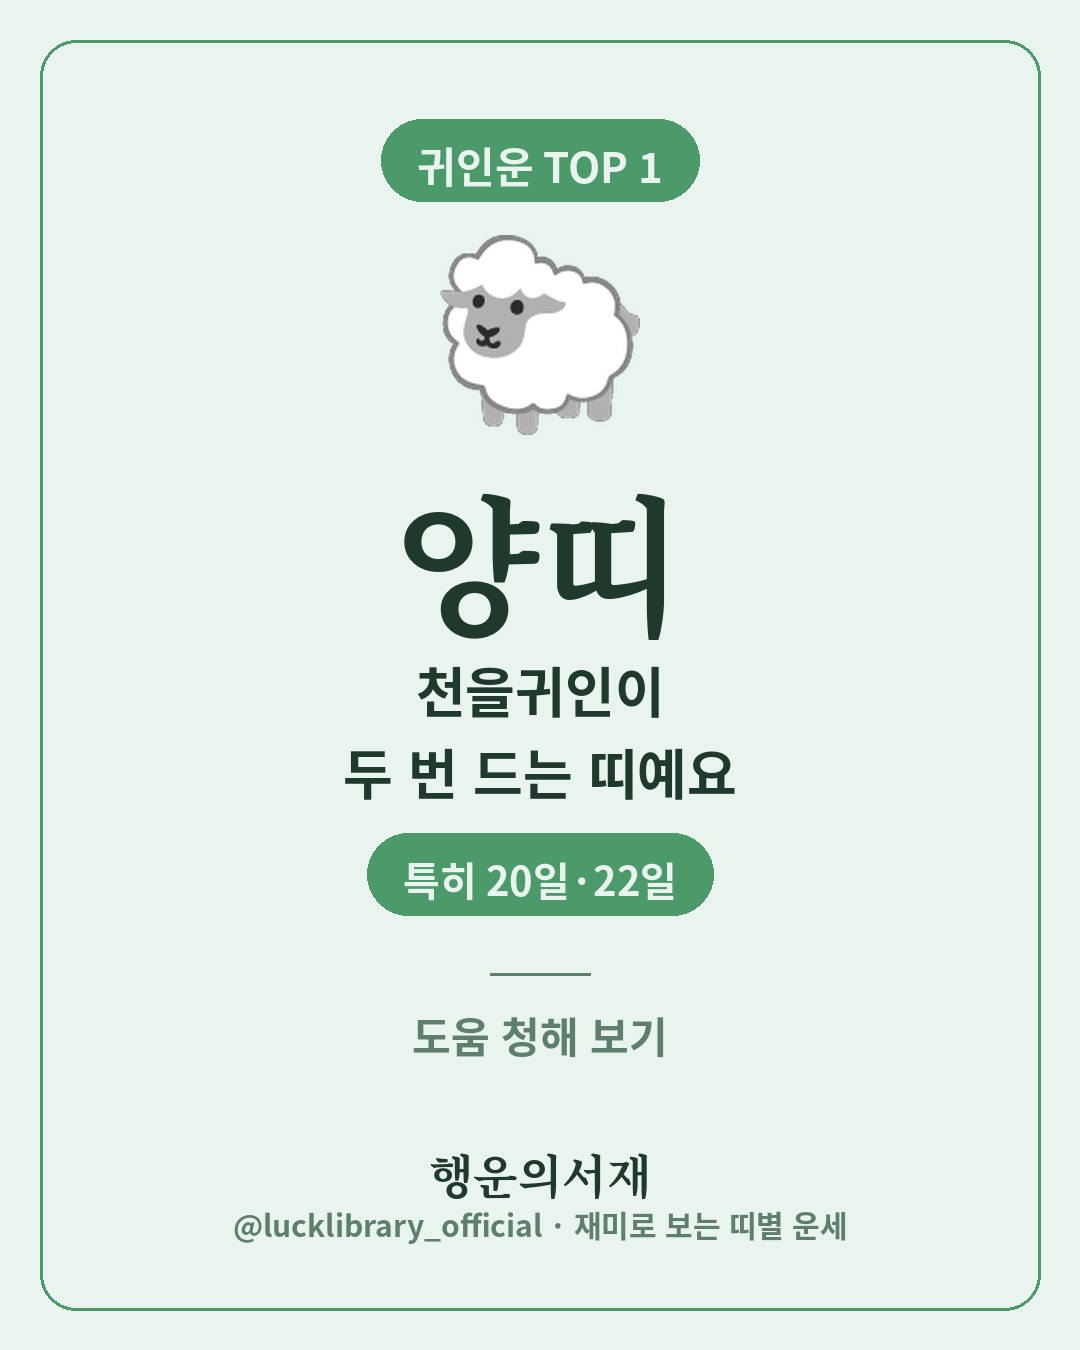 귀인운 TOP 1
양띠
천을귀인이
두 번 드는 띠예요
특히 20일·22일
도움 청해 보기
행운의서재
@lucklibrary_official · 재미로 보는 띠별 운세